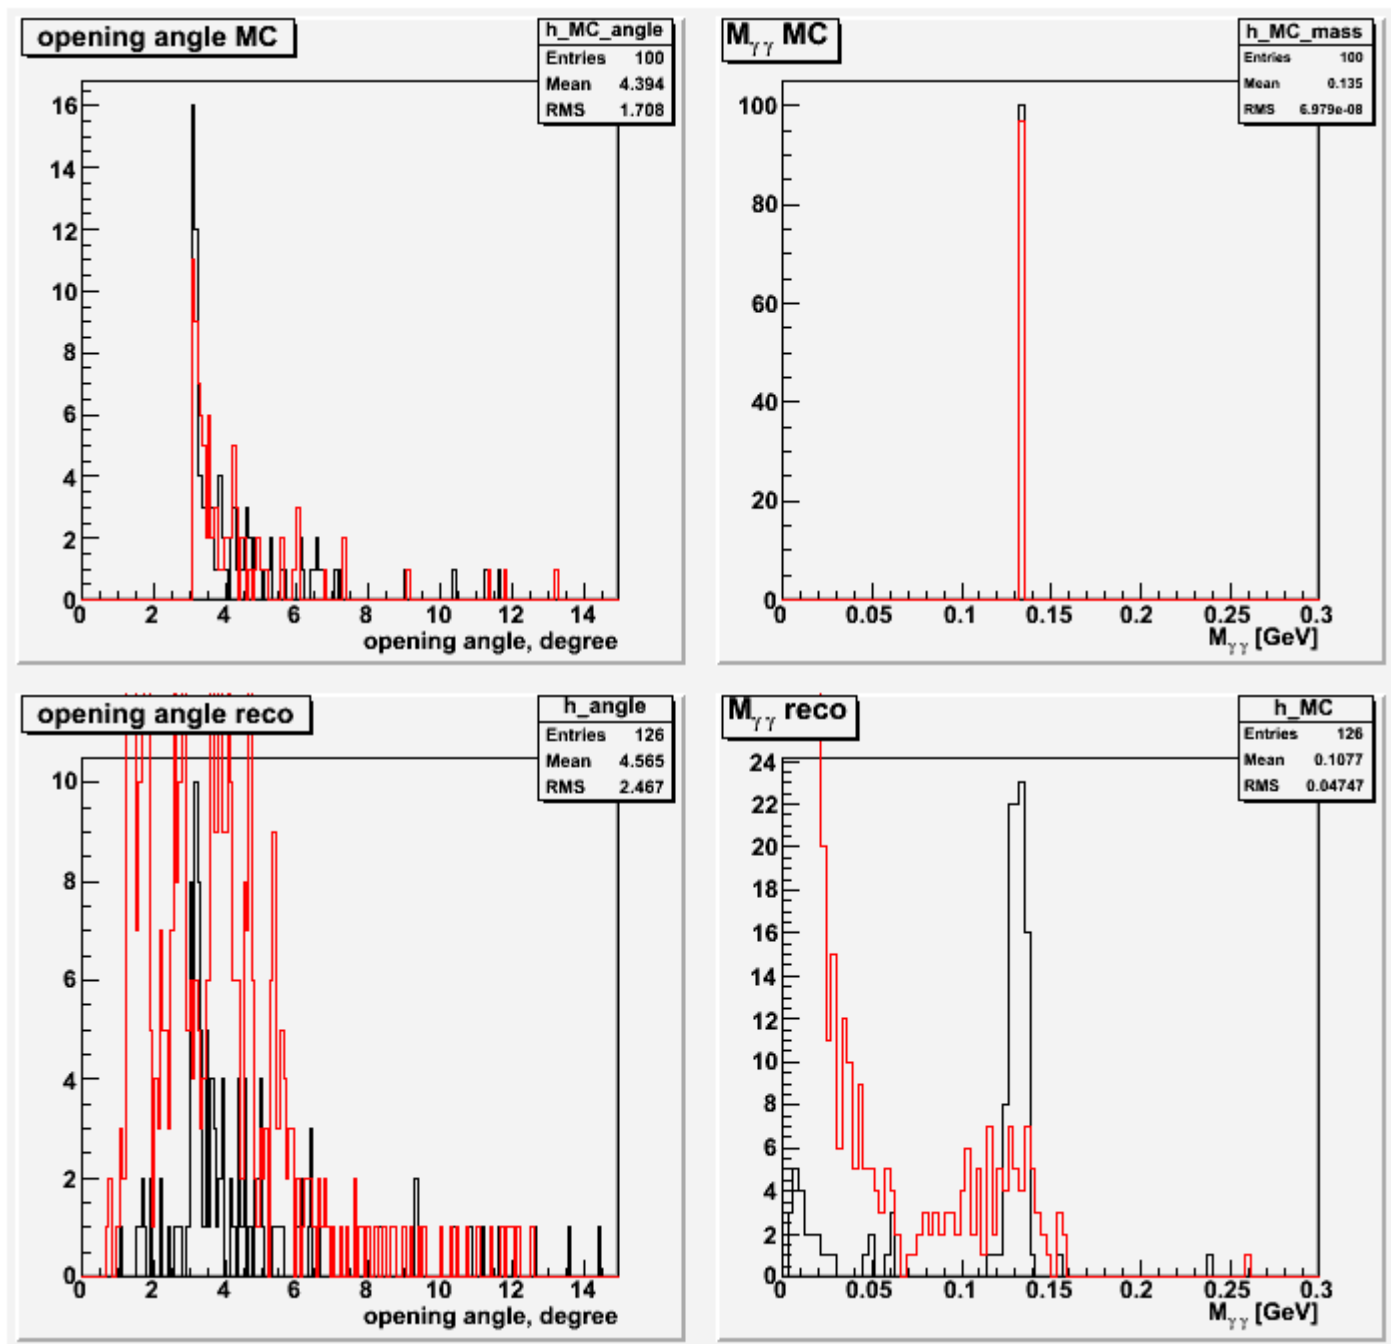 opening angle MC
h_MC_angle
Entries 100
Mean 4.394
RMS 1.708
16
14
12
10
8
6
4
2
0
0 2 4 6 8 10 12 14
opening angle, degree
Mγγ MC
h_MC_mass
Entries 100
Mean 0.135
RMS 6.979e-08
100
80
60
40
20
0
0 0.05 0.1 0.15 0.2 0.25 0.3
Mγγ [GeV]
opening angle reco
h_angle
Entries 126
Mean 4.565
RMS 2.467
10
8
6
4
2
0
0 2 4 6 8 10 12 14
opening angle, degree
Mγγ reco
h_MC
Entries 126
Mean 0.1077
RMS 0.04747
24
22
20
18
16
14
12
10
8
6
4
2
0
0 0.05 0.1 0.15 0.2 0.25 0.3
Mγγ [GeV]